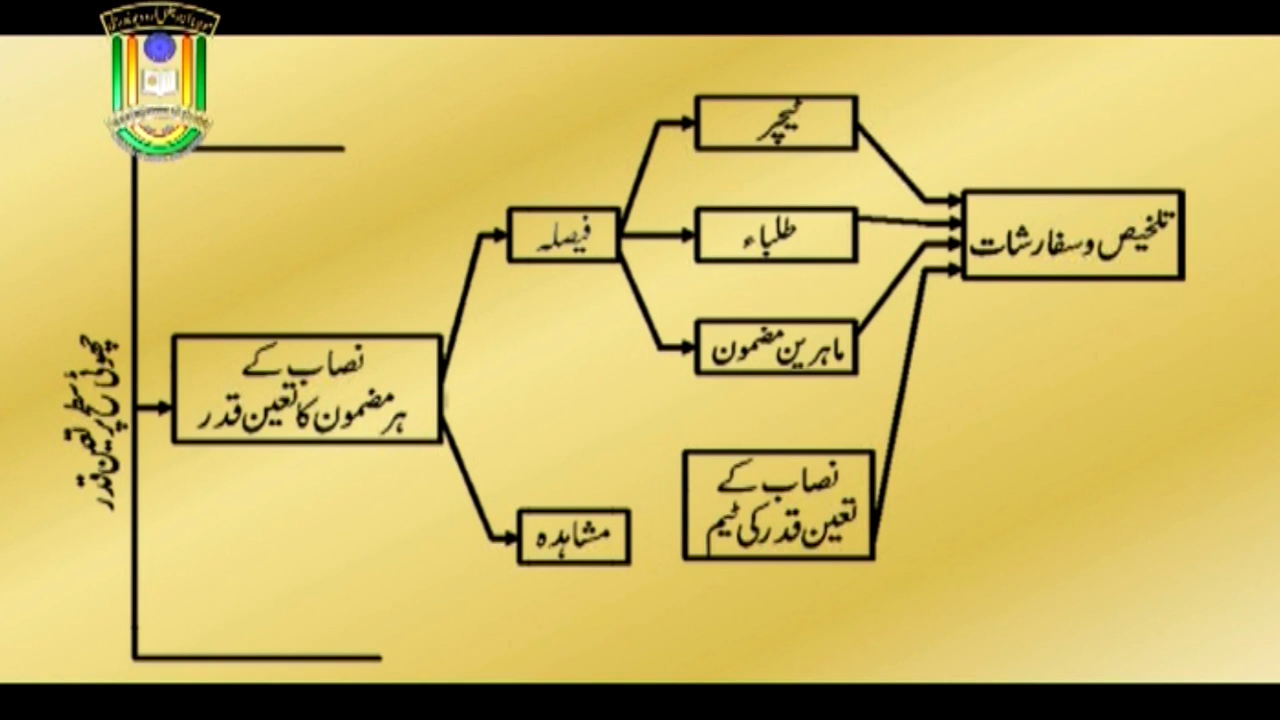 ٹیچر
فیصلہ
طلباء
تلخیص و سفارشات
ماہرین مضمون
نصاب کے
ہر مضمون کا تعین قدر
چھوٹی سطح پر تعین قدر
نصاب کے
تعین قدر کی ٹیم
مشاہدہ